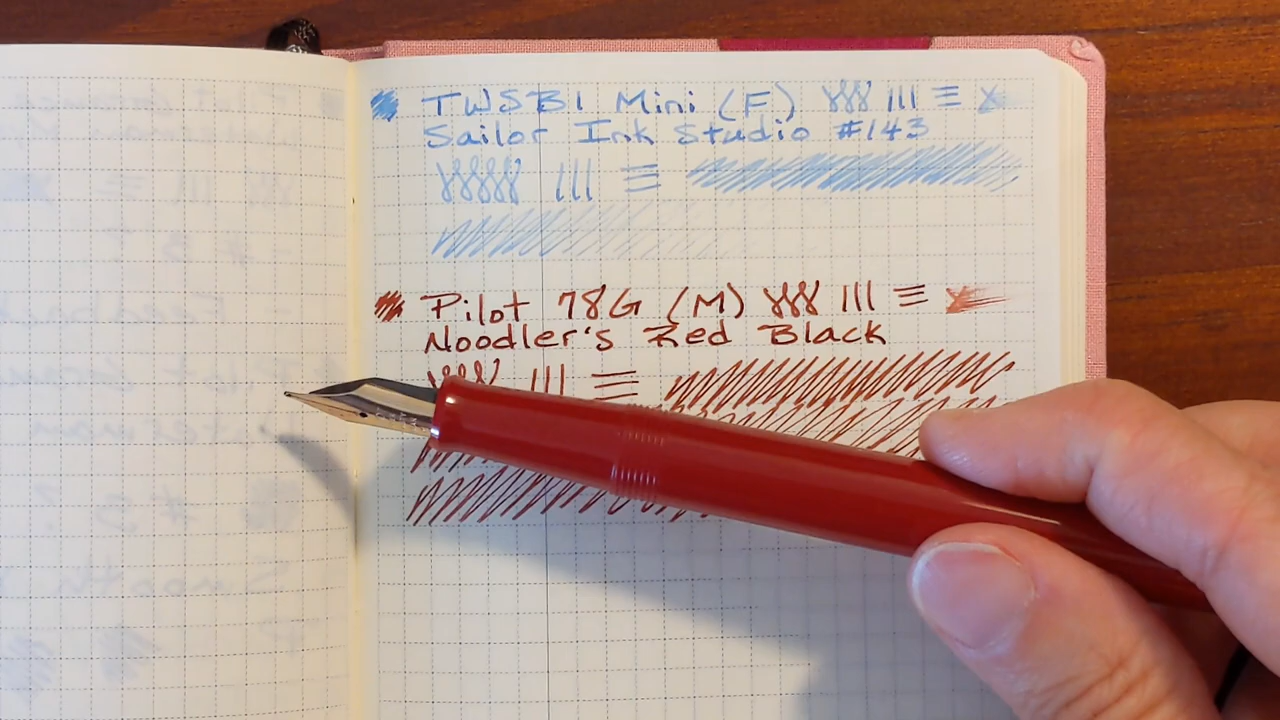 TWSBI Mini (F)
Sailor Ink Studio #143
Pilot 78G (M)
Noodler's Red Black